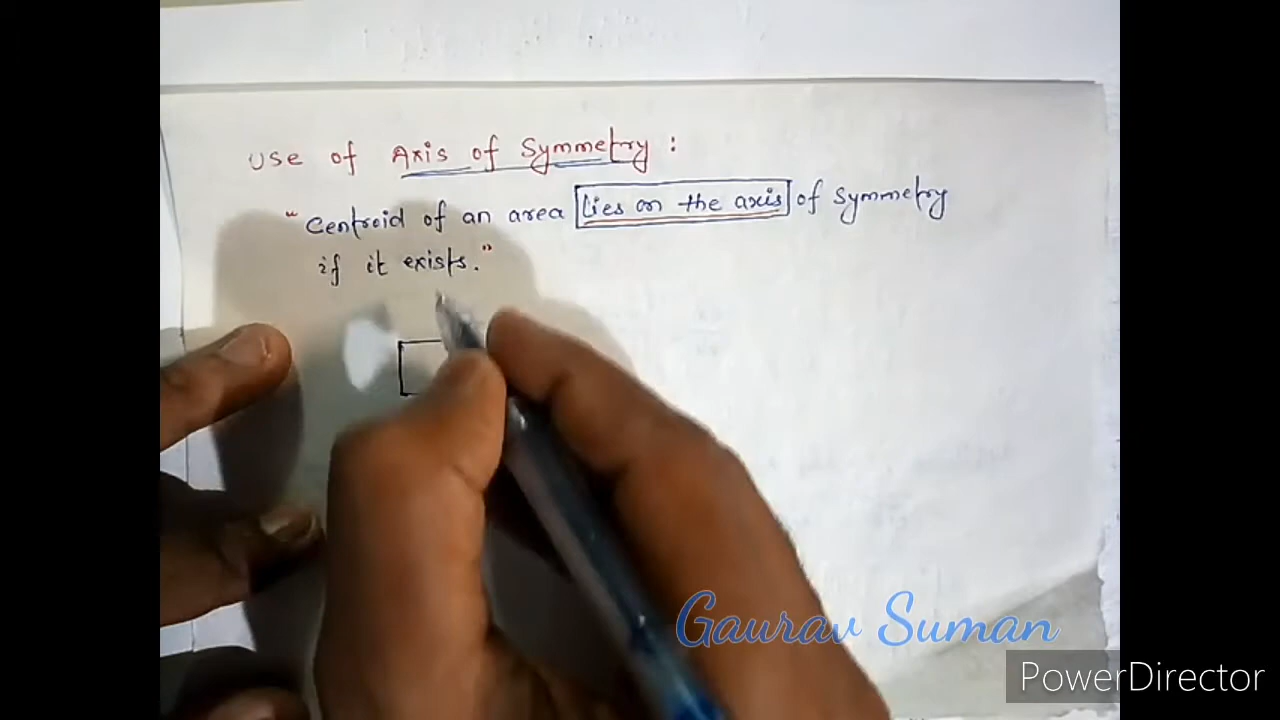 Use of Axis of Symmetry :
"Centroid of an area lies on the axis of symmetry
if it exists."
Gaurav Suman
PowerDirector